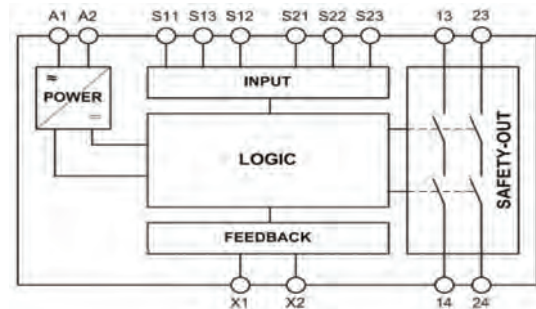 A1 A2 S11 S13 S12 S21 S22 S23 13 23
POWER
INPUT
LOGIC
SAFETY-OUT
FEEDBACK
X1 X2 14 24